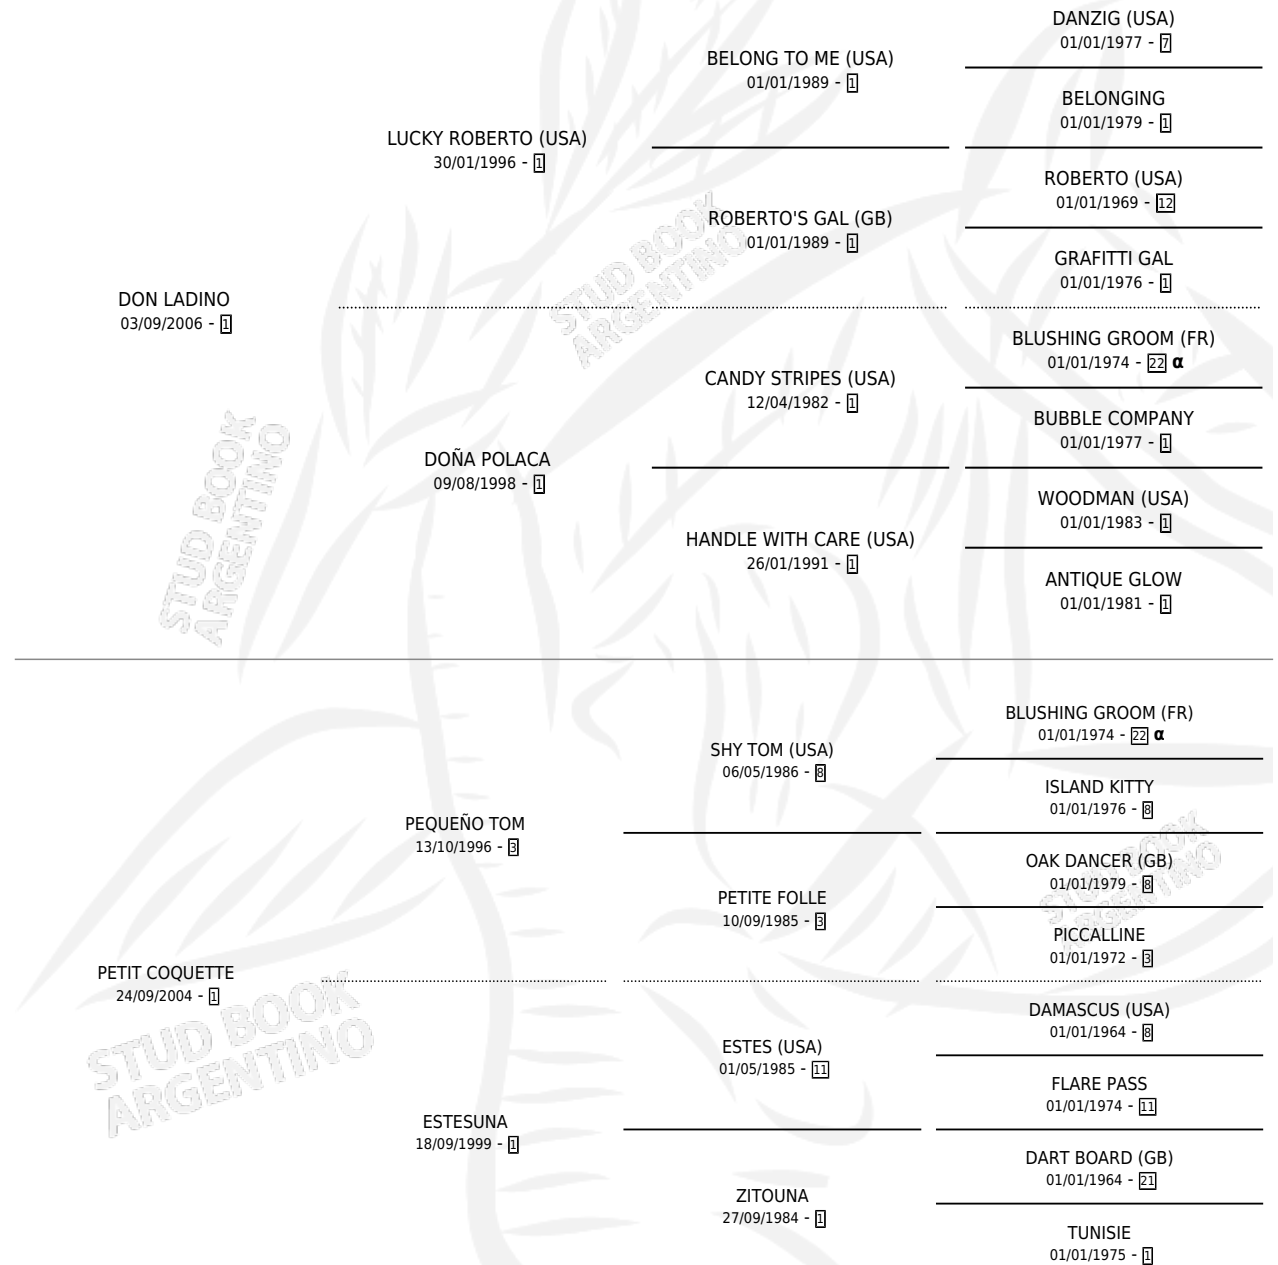 DON LADINO
03/09/2006 - 1
LUCKY ROBERTO (USA)
30/01/1996 - 1
BELONG TO ME (USA)
01/01/1989 - 1
DANZIG (USA)
01/01/1977 - 7
BELONGING
01/01/1979 - 1
ROBERTO'S GAL (GB)
01/01/1989 - 1
ROBERTO (USA)
01/01/1969 - 12
GRAFITTI GAL
01/01/1976 - 1
DOÑA POLACA
09/08/1998 - 1
CANDY STRIPES (USA)
12/04/1982 - 1
BLUSHING GROOM (FR)
01/01/1974 - 22 α
BUBBLE COMPANY
01/01/1977 - 1
HANDLE WITH CARE (USA)
26/01/1991 - 1
WOODMAN (USA)
01/01/1983 - 1
ANTIQUE GLOW
01/01/1981 - 1
PETIT COQUETTE
24/09/2004 - 1
PEQUEÑO TOM
13/10/1996 - 3
SHY TOM (USA)
06/05/1986 - 8
BLUSHING GROOM (FR)
01/01/1974 - 22 α
ISLAND KITTY
01/01/1976 - 8
PETITE FOLLE
10/09/1985 - 3
OAK DANCER (GB)
01/01/1979 - 8
PICCALLINE
01/01/1972 - 3
ESTESUNA
18/09/1999 - 1
ESTES (USA)
01/05/1985 - 11
DAMASCUS (USA)
01/01/1964 - 8
FLARE PASS
01/01/1974 - 11
ZITOUNA
27/09/1984 - 1
DART BOARD (GB)
01/01/1964 - 21
TUNISIE
01/01/1975 - 1
STUD BOOK
ARGENTINO
STUD BOOK
ARGENTINO
STUD BOOK
ARGENTINO
STUD BOOK
ARGENTINO